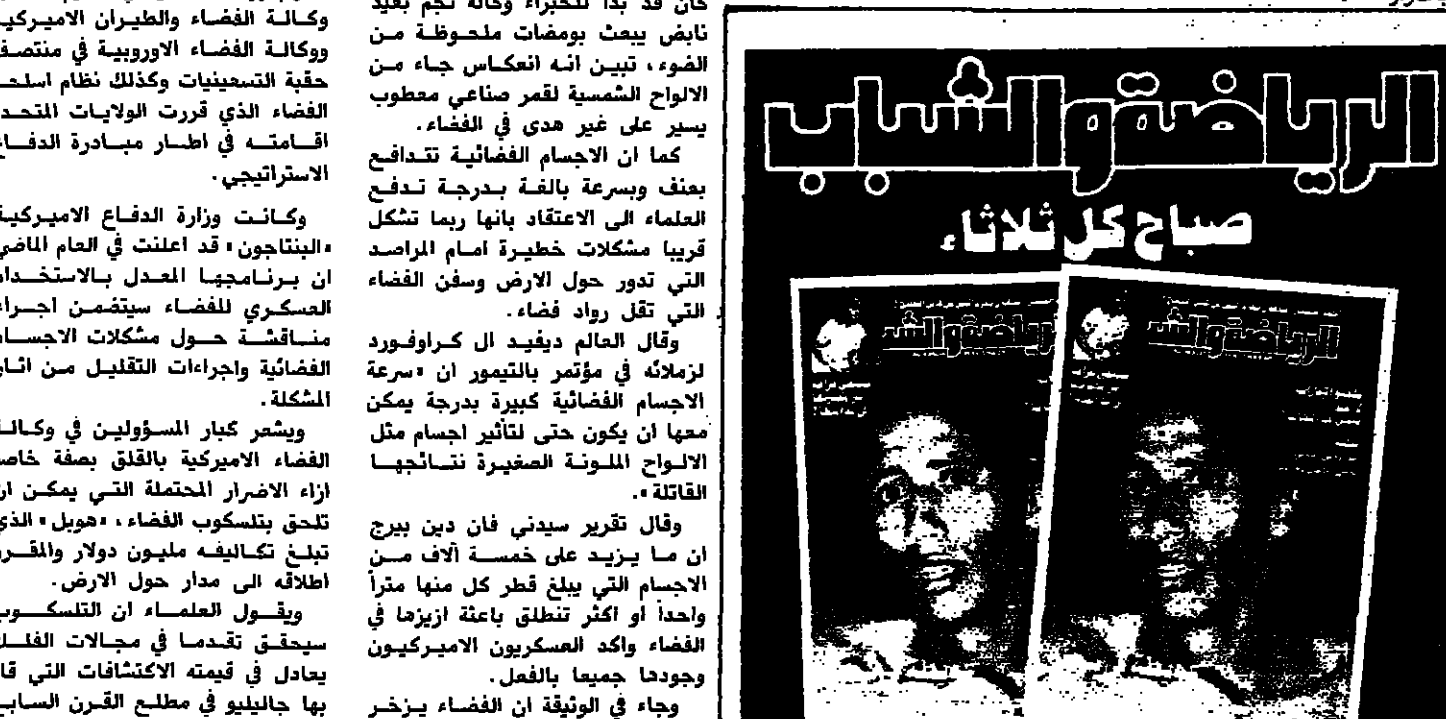 الرياضة والشباب
صباح كل ثلاثاء
كان قد بدا للخبراء وكأنه نجم بعيد
نابض يبعث بومضات ملحوظة من
الضوء، تبين انه انعكاس جاء من
الالواح الشمسية لقمر صناعي معطوب
يسير على غير هدى في الفضاء.
كما ان الاجسام الفضائية تتدافع
بعنف وبسرعة بالغة بدرجة تدفع
العلماء الى الاعتقاد بانها ربما تشكل
قريبا مشكلات خطيرة امام المراصد
التي تدور حول الارض وسفن الفضاء
التي تقل رواد فضاء.
وقال العالم ديفيد ال كراوفورد
لزملائه في مؤتمر بالتيمور ان «سرعة
الاجسام الفضائية كبيرة بدرجة يمكن
معها ان يكون حتى لتأثير اجسام مثل
الالواح الملونة الصغيرة نتائجها
القاتلة».
وقال تقرير سيدني فان دين بيرج
ان ما يزيد على خمسة آلاف من
الاجسام التي يبلغ قطر كل منها متراً
واحداً او اكثر تنطلق باعثة ازيزها في
الفضاء واكد العسكريون الاميركيون
وجودها جميعا بالفعل.
وجاء في الوثيقة ان الفضاء يزخر
وكالة الفضاء والطيران الاميركية
ووكالة الفضاء الاوروبية في منتصف
حقبة التسعينيات وكذلك نظام اسلحة
الفضاء الذي قررت الولايات المتحدة
اقامته في اطار مبادرة الدفاع
الاستراتيجي.
وكانت وزارة الدفاع الاميركية
«البنتاجون» قد اعلنت في العام الماضي
ان برنامجها المعدل بالاستخدام
العسكري للفضاء سيتضمن اجراء
مناقشة حول مشكلات الاجسام
الفضائية واجراءات التقليل من اثار
المشكلة.
ويشعر كبار المسؤولين في وكالة
الفضاء الاميركية بالقلق بصفة خاصة
ازاء الاضرار المحتملة التي يمكن ان
تلحق بتلسكوب الفضاء، «هوبل» الذي
تبلغ تكاليفه مليون دولار والمقرر
اطلاقه الى مدار حول الارض.
ويقول العلماء ان التلسكوب
سيحقق تقدما في مجالات الفلك
يعادل في قيمته الاكتشافات التي قا
بها جاليليو في مطلع القرن السابع
الرياضة والشباب
الرياضة والشباب